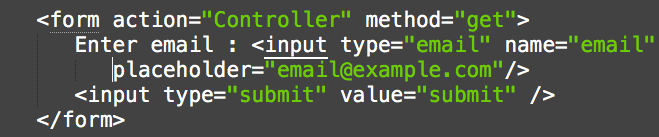 <form action="Controller" method="get">
Enter email : <input type="email" name="email"
placeholder="email@example.com"/>
<input type="submit" value="submit" />
</form>